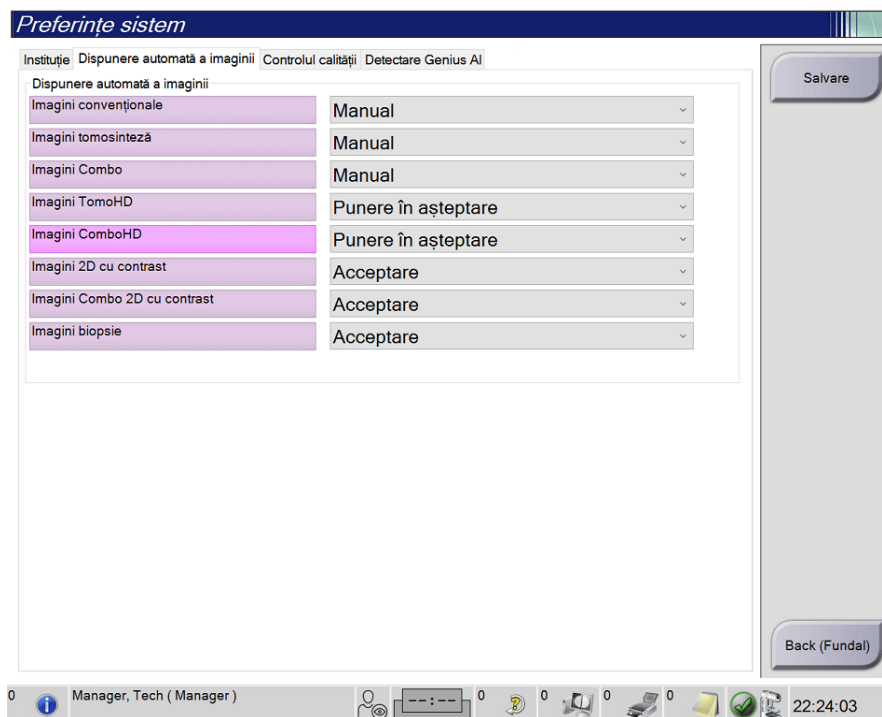 Preferințe sistem
Instituție Dispunere automată a imaginii Controlul calității Detectare Genius AI
Salvare
Dispunere automată a imaginii
Imagini convenționale Manual
Imagini tomosinteză Manual
Imagini Combo Manual
Imagini TomoHD Punere în așteptare
Imagini ComboHD Punere în așteptare
Imagini 2D cu contrast Acceptare
Imagini Combo 2D cu contrast Acceptare
Imagini biopsie Acceptare
Back (Fundal)
0 Manager, Tech ( Manager ) --:-- 0 0 0 0 22:24:03